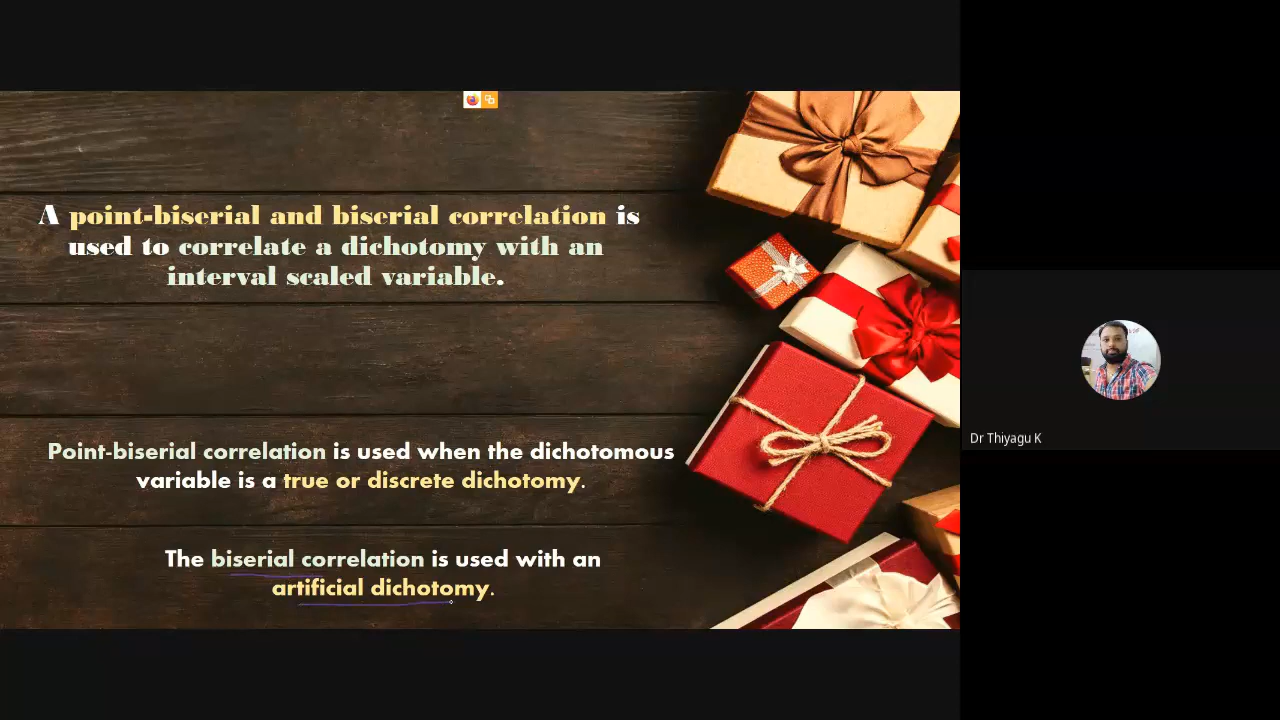 A point-biserial and biserial correlation is
used to correlate a dichotomy with an
interval scaled variable.
Point-biserial correlation is used when the dichotomous
variable is a true or discrete dichotomy.
The biserial correlation is used with an
artificial dichotomy.
Dr Thiyagu K